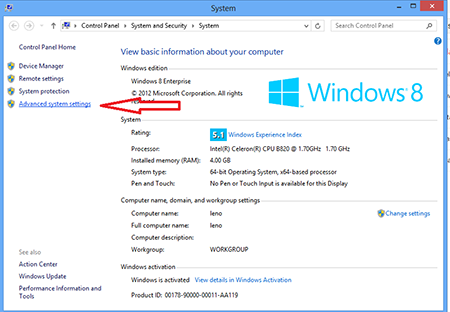 System
Control Panel ▸ System and Security ▸ System
Search Control Panel
Control Panel Home
Device Manager
Remote settings
System protection
Advanced system settings
See also
Action Center
Windows Update
Performance Information and
Tools
View basic information about your computer
Windows edition
Windows 8 Enterprise
© 2012 Microsoft Corporation. All rights
Windows 8
System
Rating: 5.1 Windows Experience Index
Processor: Intel(R) Celeron(R) CPU B820 @ 1.70GHz 1.70 GHz
Installed memory (RAM): 4.00 GB
System type: 64-bit Operating System, x64-based processor
Pen and Touch: No Pen or Touch Input is available for this Display
Computer name, domain, and workgroup settings
Computer name: leno
Change settings
Full computer name: leno
Computer description:
Workgroup: WORKGROUP
Windows activation
Windows is activated View details in Windows Activation
Product ID: 00178-90000-00011-AA119